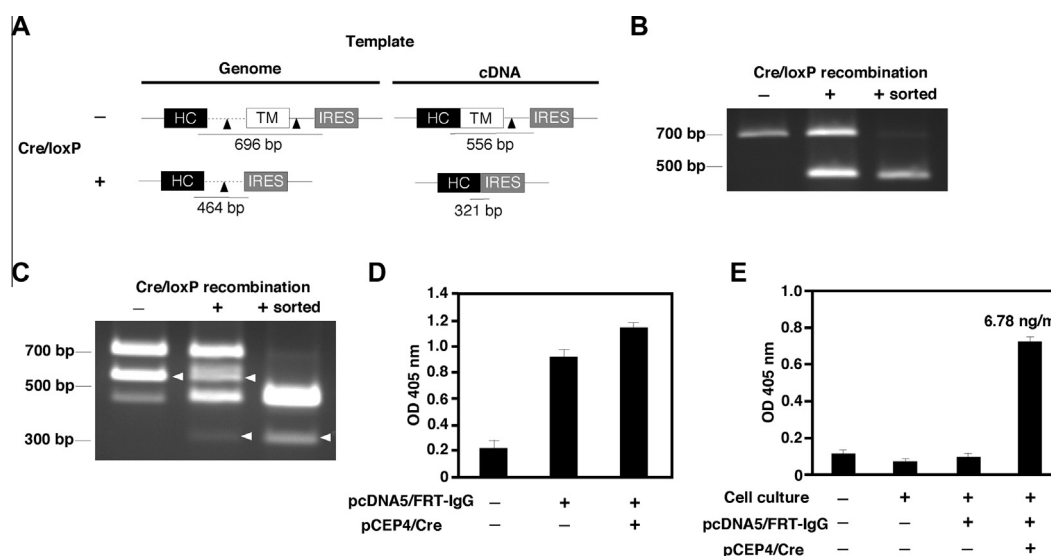 A
Template
Genome
cDNA
Cre/loxP
–
HC
TM
IRES
696 bp
HC
TM
IRES
556 bp
+
HC
IRES
464 bp
HC
IRES
321 bp
B
Cre/loxP recombination
– + + sorted
700 bp
500 bp
C
Cre/loxP recombination
– + + sorted
700 bp
500 bp
300 bp
D
OD 405 nm
1.4
1.2
1.0
0.8
0.6
0.4
0.2
0
pcDNA5/FRT-IgG – + +
pCEP4/Cre – – +
E
OD 405 nm
1.0
0.8
0.6
0.4
0.2
0
6.78 ng/m
Cell culture – + + +
pcDNA5/FRT-IgG – – + +
pCEP4/Cre – – – +